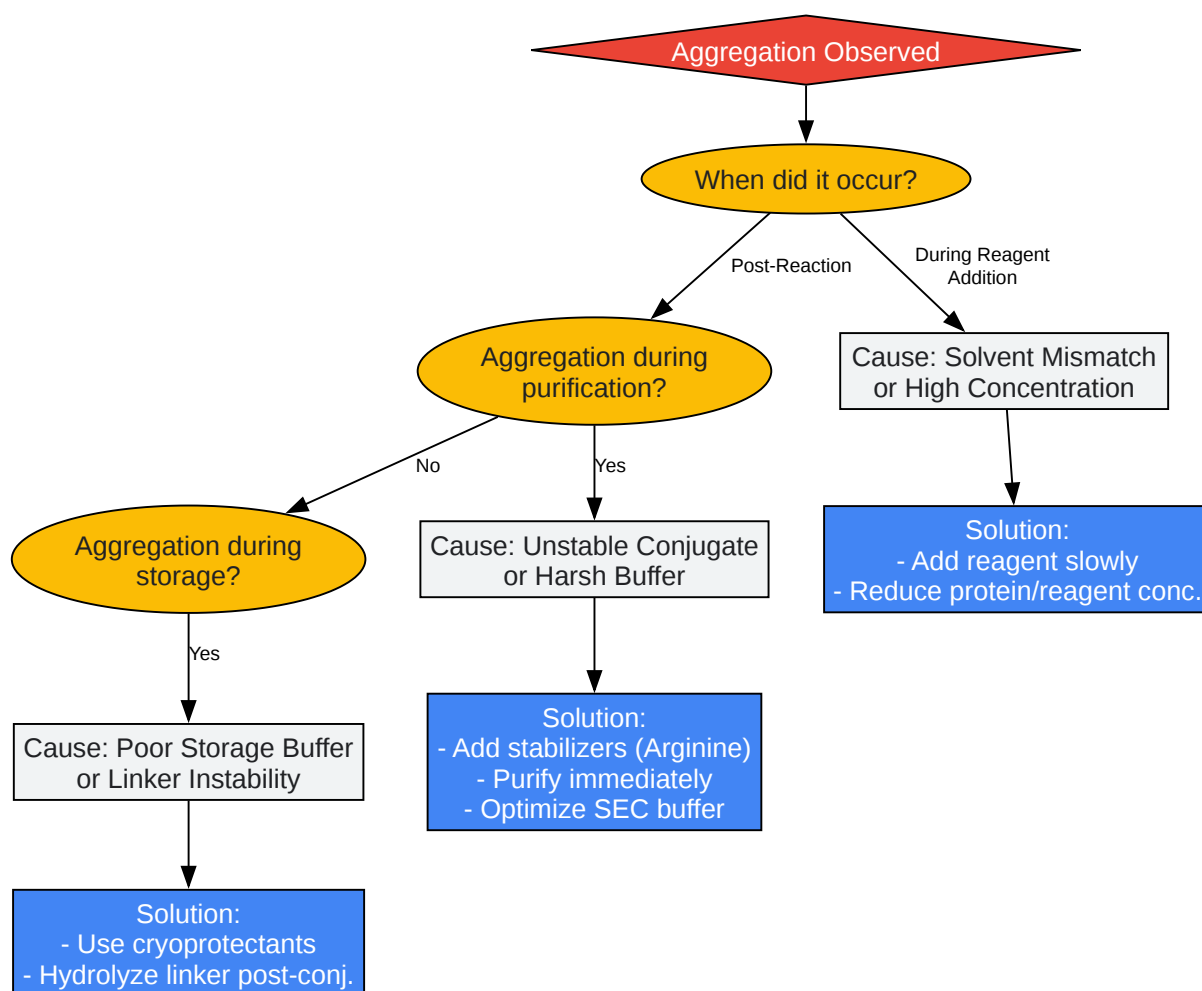 Aggregation Observed
When did it occur?
Post-Reaction
During Reagent
Addition
Aggregation during
purification?
Cause: Solvent Mismatch
or High Concentration
No
Yes
Aggregation during
storage?
Cause: Unstable Conjugate
or Harsh Buffer
Solution:
- Add reagent slowly
- Reduce protein/reagent conc.
Yes
Cause: Poor Storage Buffer
or Linker Instability
Solution:
- Add stabilizers (Arginine)
- Purify immediately
- Optimize SEC buffer
Solution:
- Use cryoprotectants
- Hydrolyze linker post-conj.